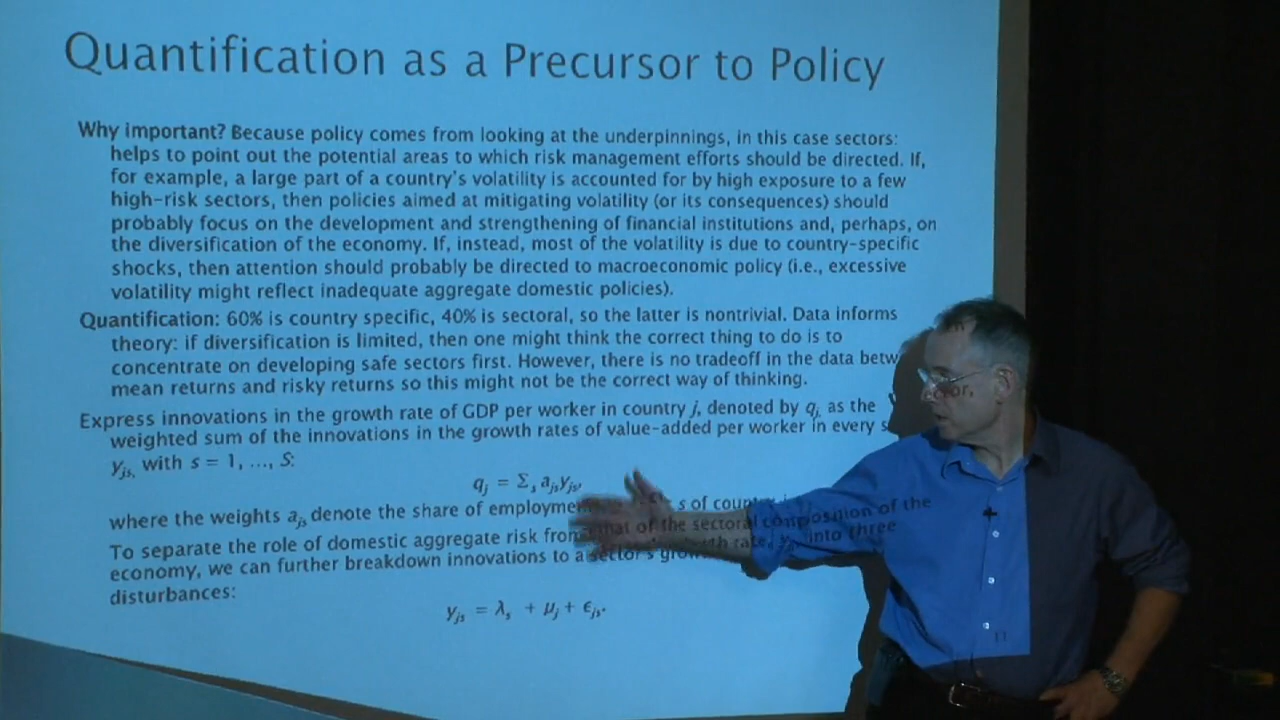 Quantification as a Precursor to Policy
Why important? Because policy comes from looking at the underpinnings, in this case sectors:
helps to point out the potential areas to which risk management efforts should be directed. If,
for example, a large part of a country's volatility is accounted for by high exposure to a few
high-risk sectors, then policies aimed at mitigating volatility (or its consequences) should
probably focus on the development and strengthening of financial institutions and, perhaps, on
the diversification of the economy. If, instead, most of the volatility is due to country-specific
shocks, then attention should probably be directed to macroeconomic policy (i.e., excessive
volatility might reflect inadequate aggregate domestic policies).
Quantification: 60% is country specific, 40% is sectoral, so the latter is nontrivial. Data informs
theory: if diversification is limited, then one might think the correct thing to do is to
concentrate on developing safe sectors first. However, there is no tradeoff in the data betw
mean returns and risky returns so this might not be the correct way of thinking.
Express innovations in the growth rate of GDP per worker in country j, denoted by qj, as the
weighted sum of the innovations in the growth rates of value-added per worker in every s
yjs, with s = 1, ..., S:
qj = Σs ajsyjs,
where the weights ajs denote the share of employmen s of
To separate the role of domestic aggregate risk from that of the sectoral composition of the
economy, we can further breakdown innovations to a sector's growth rate, yjs, into three
disturbances:
yjs = λs + μj + ϵjs.
11